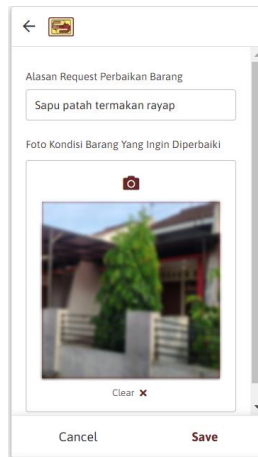 Alasan Request Perbaikan Barang
Sapu patah termakan rayap
Foto Kondisi Barang Yang Ingin Diperbaiki
Clear ×
Cancel Save